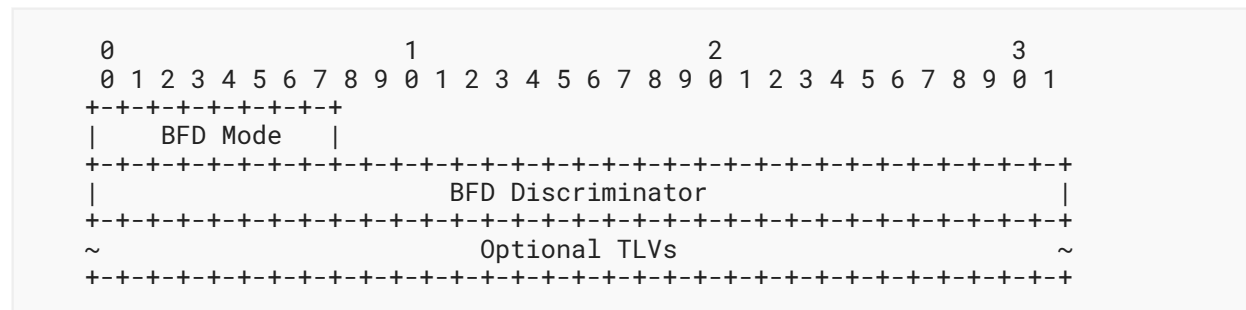 0                   1                   2                   3
 0 1 2 3 4 5 6 7 8 9 0 1 2 3 4 5 6 7 8 9 0 1 2 3 4 5 6 7 8 9 0 1
+-+-+-+-+-+-+-+-+
|    BFD Mode   |
+-+-+-+-+-+-+-+-+-+-+-+-+-+-+-+-+-+-+-+-+-+-+-+-+-+-+-+-+-+-+-+-+
|                       BFD Discriminator                       |
+-+-+-+-+-+-+-+-+-+-+-+-+-+-+-+-+-+-+-+-+-+-+-+-+-+-+-+-+-+-+-+-+
~                         Optional TLVs                         ~
+-+-+-+-+-+-+-+-+-+-+-+-+-+-+-+-+-+-+-+-+-+-+-+-+-+-+-+-+-+-+-+-+